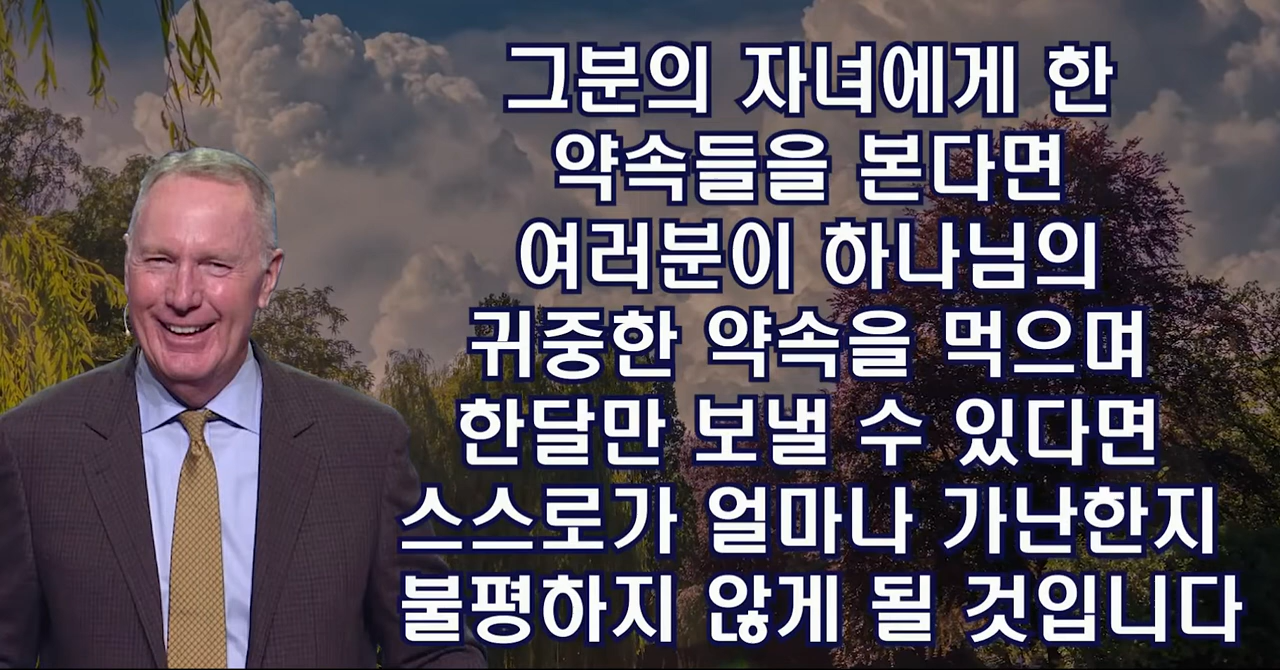 그분의 자녀에게 한
약속들을 본다면
여러분이 하나님의
귀중한 약속을 먹으며
한달만 보낼 수 있다면
스스로가 얼마나 가난한지
불평하지 않게 될 것입니다